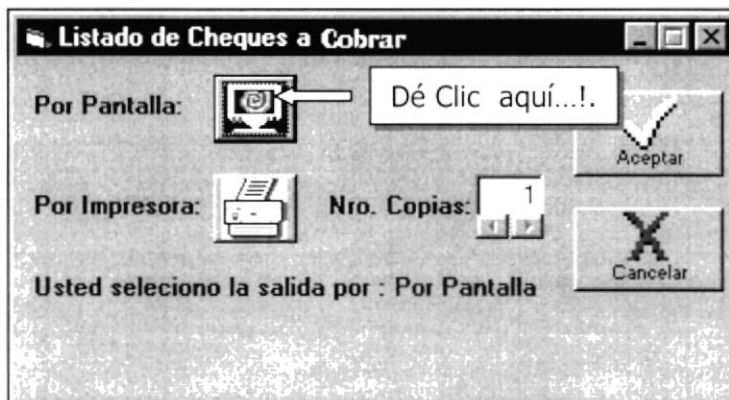 Listado de Cheques a Cobrar
Por Pantalla:
Dé Clic aquí...!.
Aceptar
Por Impresora:
Nro. Copias:
1
Cancelar
Usted seleciono la salida por : Por Pantalla